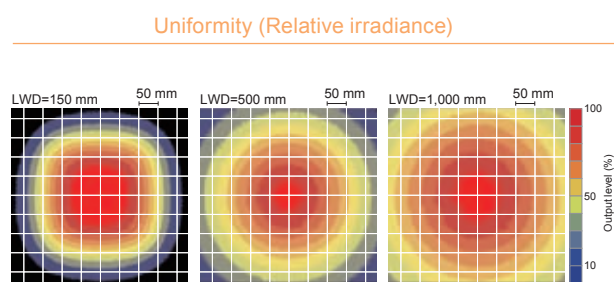 Uniformity (Relative irradiance)
LWD=150 mm
50 mm
LWD=500 mm
50 mm
LWD=1,000 mm
50 mm
100
50
10
Output level (%)